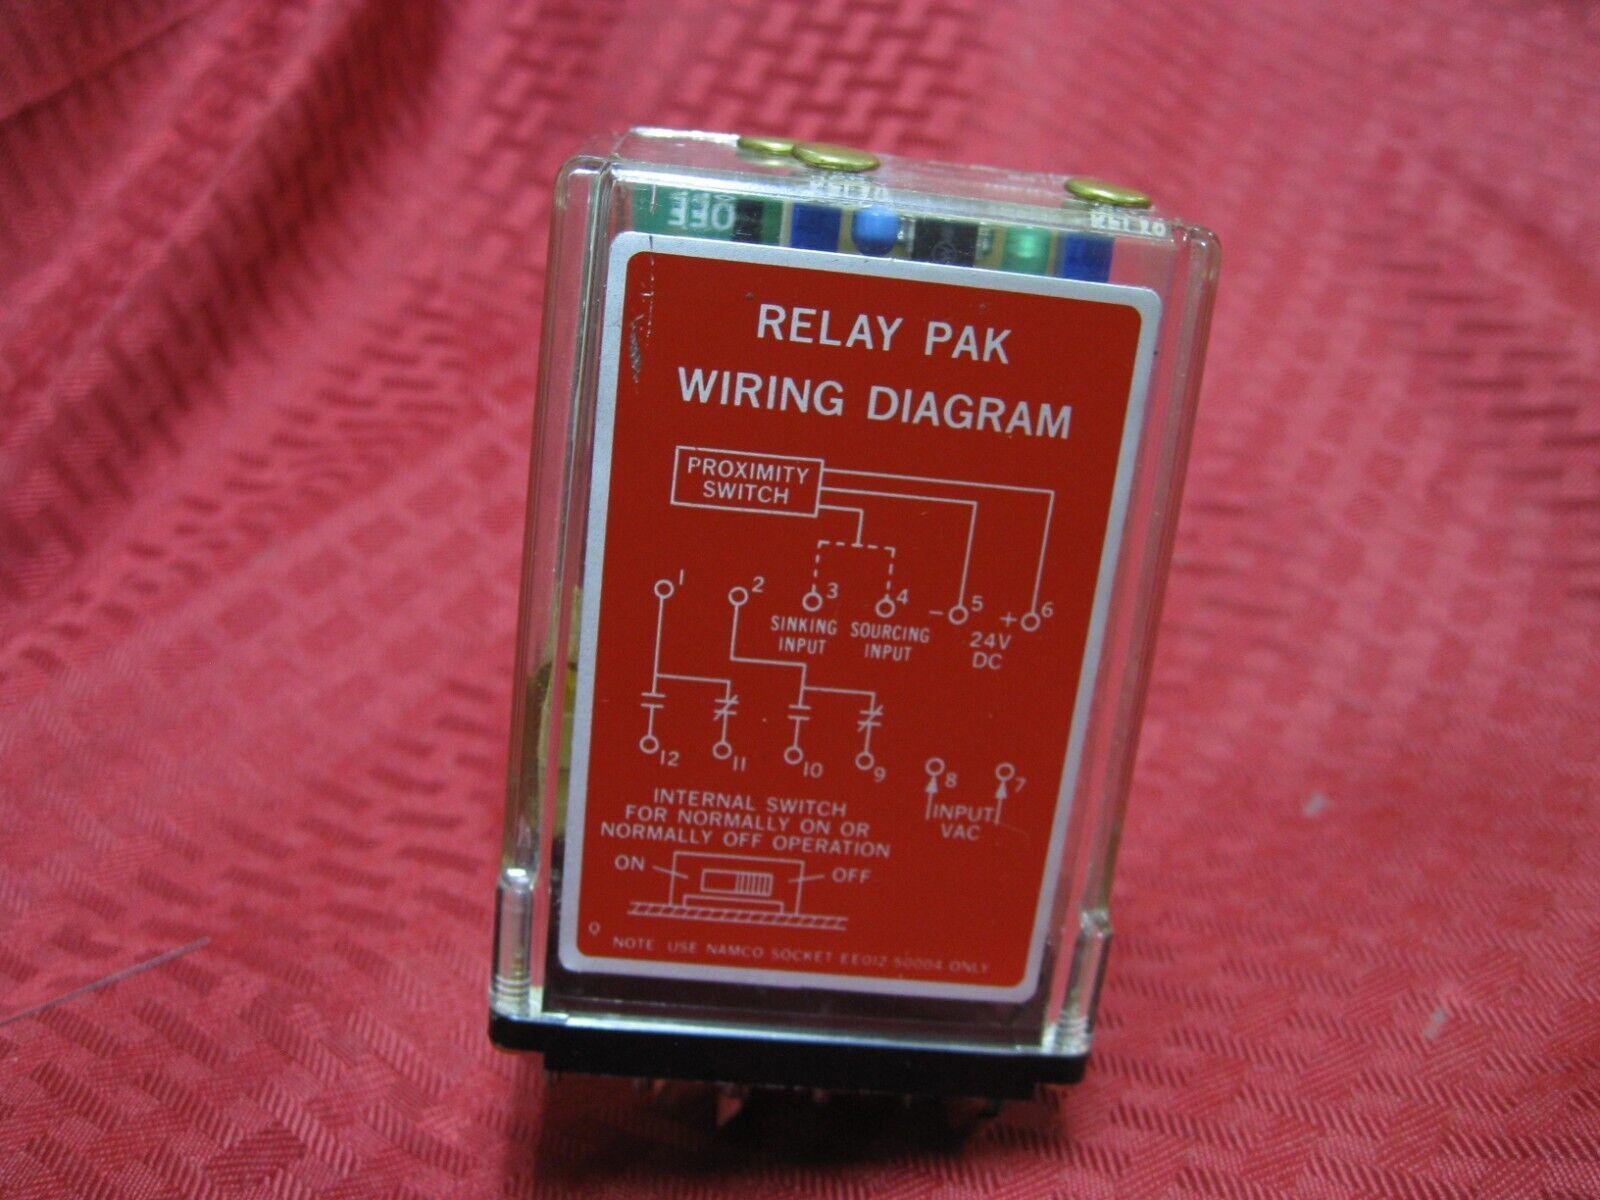 OFF
RELAY PAK
WIRING DIAGRAM
PROXIMITY
SWITCH
1 2 3 4 - 5 + 6
SINKING
INPUT
SOURCING
INPUT
24V
DC
12 11 10 9 8 7
INPUT
VAC
INTERNAL SWITCH
FOR NORMALLY ON OR
NORMALLY OFF OPERATION
ON OFF
Q
NOTE USE NAMCO SOCKET EE012 50004 ONLY